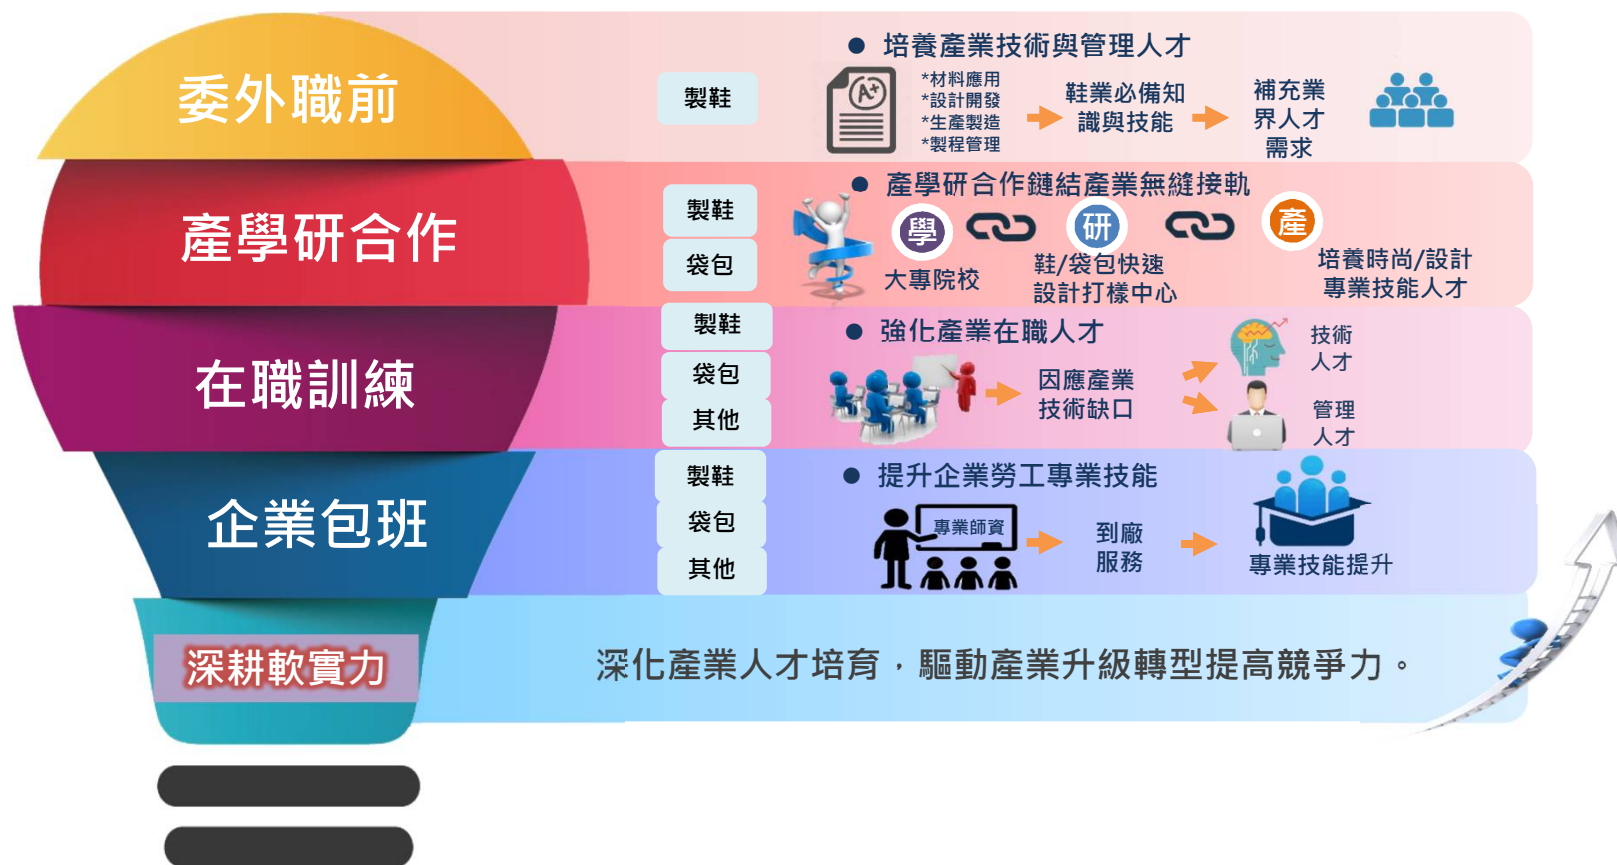 委外職前
製鞋
● 培養產業技術與管理人才
A+
*材料應用
*設計開發
*生產製造
*製程管理
鞋業必備知
識與技能
補充業
界人才
需求
產學研合作
製鞋
袋包
● 產學研合作鏈結產業無縫接軌
學
研
產
大專院校
鞋/袋包快速
設計打樣中心
培養時尚/設計
專業技能人才
在職訓練
製鞋
袋包
其他
● 強化產業在職人才
因應產業
技術缺口
技術
人才
管理
人才
企業包班
製鞋
袋包
其他
● 提升企業勞工專業技能
專業師資
到廠
服務
專業技能提升
深耕軟實力
深化產業人才培育，驅動產業升級轉型提高競爭力。